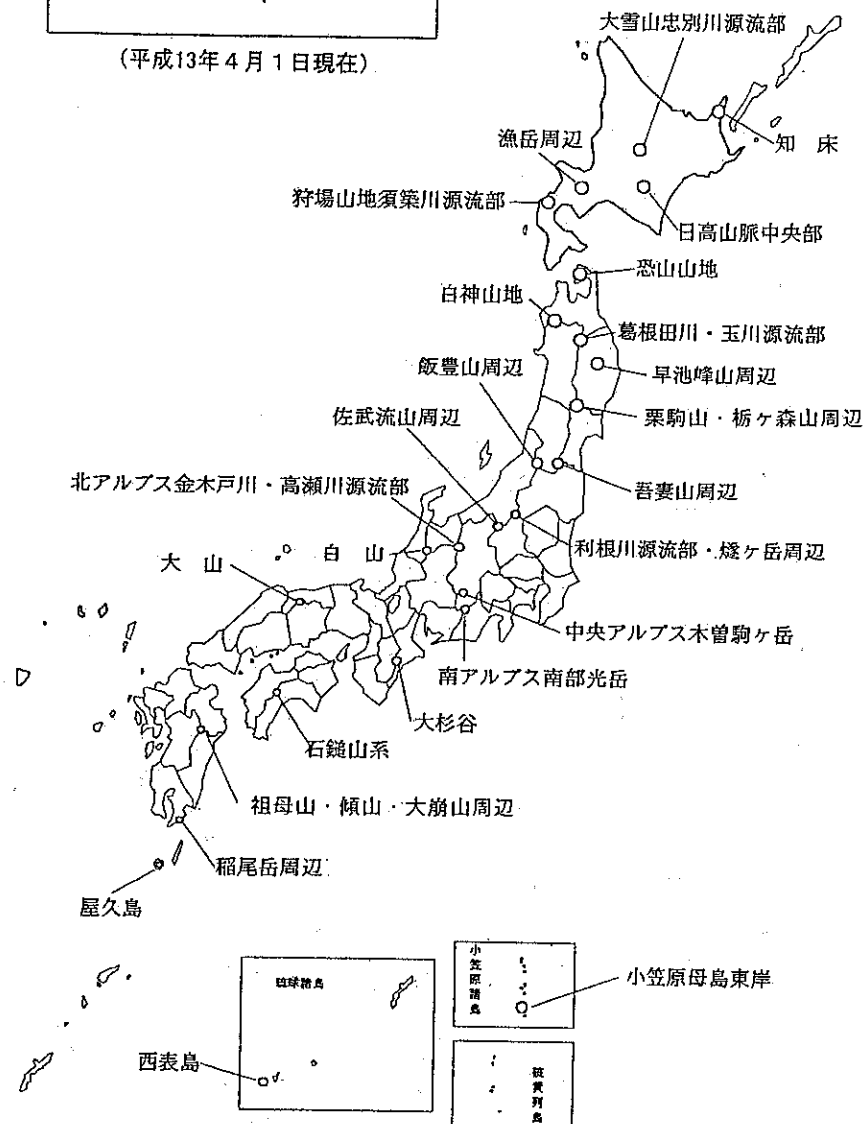 (平成13年4月1日現在)
大雪山忠別川源流部
知 床
漁岳周辺
狩場山地須築川源流部
日高山脈中央部
恐山山地
白神山地
葛根田川・玉川源流部
飯豊山周辺
早池峰山周辺
佐武流山周辺
栗駒山・栃ヶ森山周辺
北アルプス金木戸川・高瀬川源流部
吾妻山周辺
利根川源流部・燧ヶ岳周辺
白 山
大 山
中央アルプス木曽駒ヶ岳
南アルプス南部光岳
大杉谷
石鎚山系
祖母山・傾山・大崩山周辺
稲尾岳周辺
屋久島
琉球諸島
小笠原諸島
小笠原母島東岸
西表島
硫黄列島